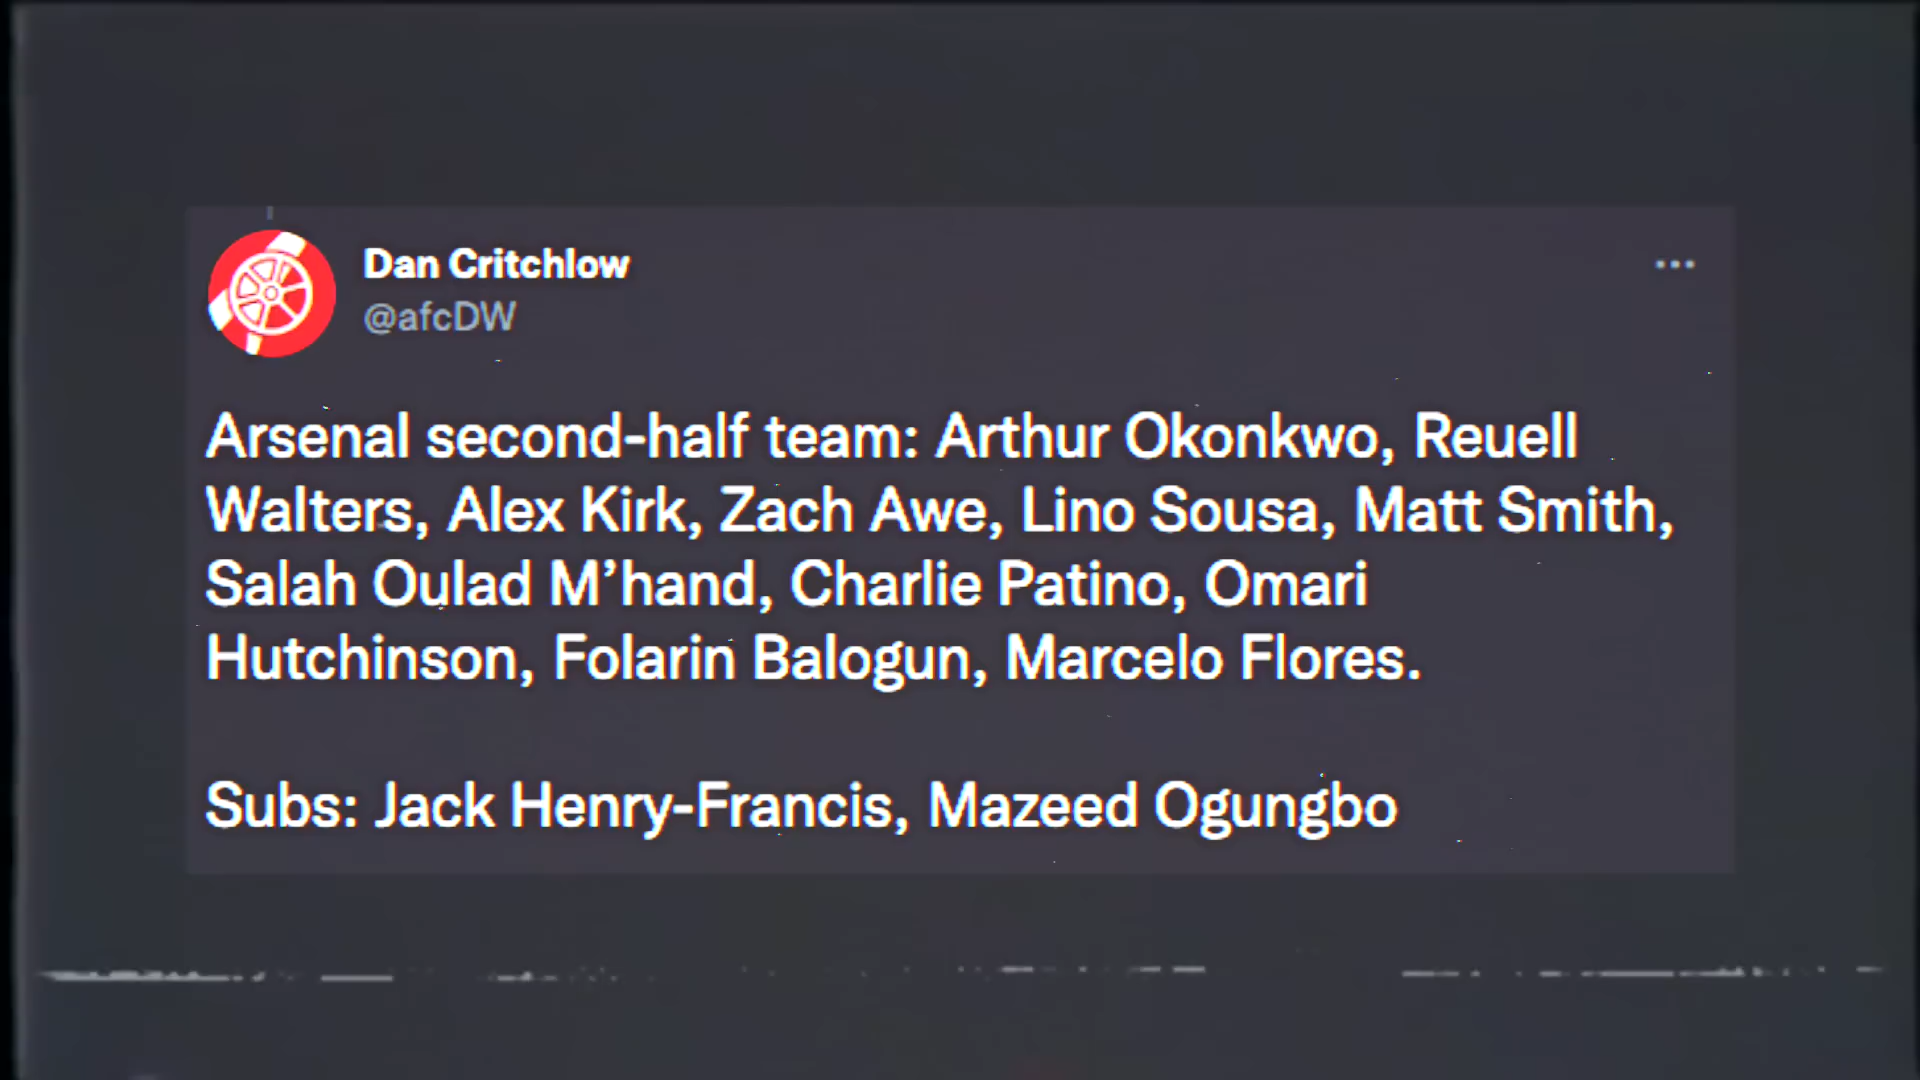 Dan Critchlow
@afcDW
Arsenal second-half team: Arthur Okonkwo, Reuell
Walters, Alex Kirk, Zach Awe, Lino Sousa, Matt Smith,
Salah Oulad M’hand, Charlie Patino, Omari
Hutchinson, Folarin Balogun, Marcelo Flores.
Subs: Jack Henry-Francis, Mazeed Ogungbo